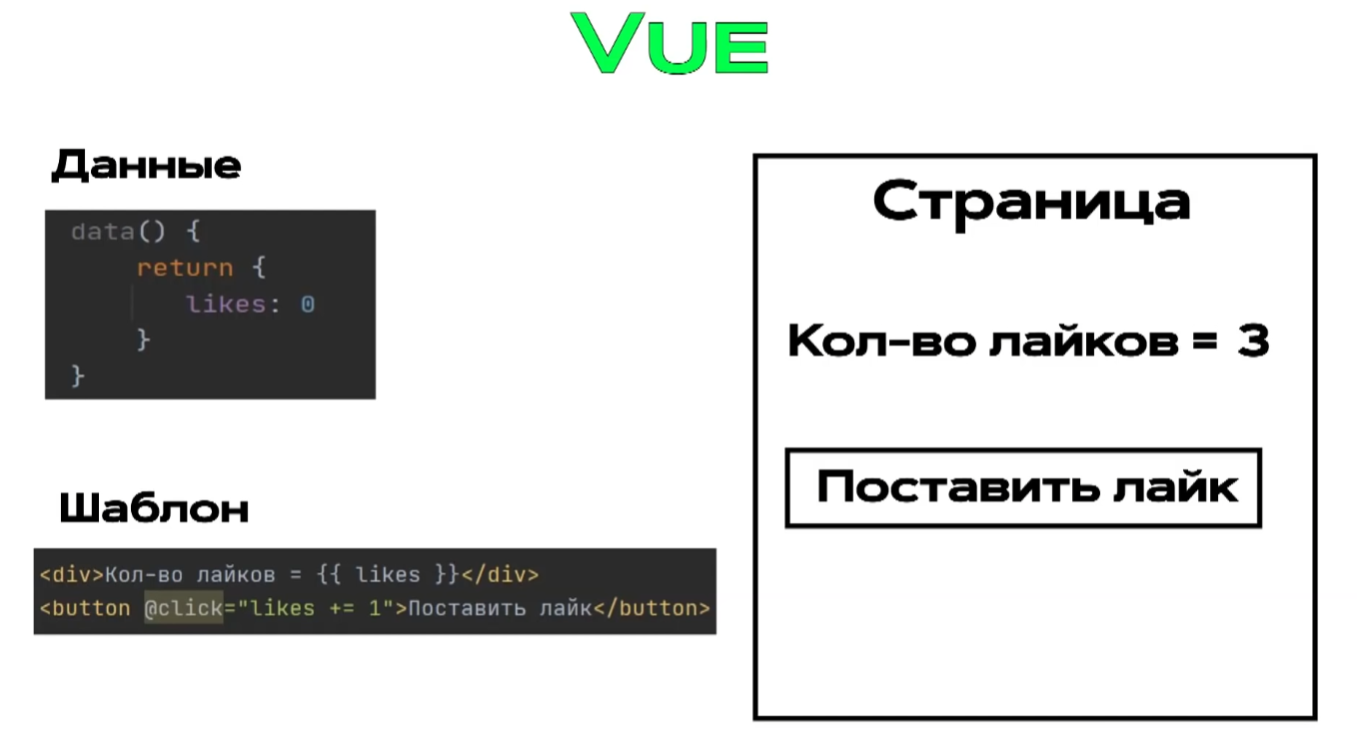 Vue
Данные
data() {
return {
likes: 0
}
}
Шаблон
<div>Кол-во лайков = {{ likes }}</div>
<button @click="likes += 1">Поставить лайк</button>
Страница
Кол-во лайков = 3
Поставить лайк